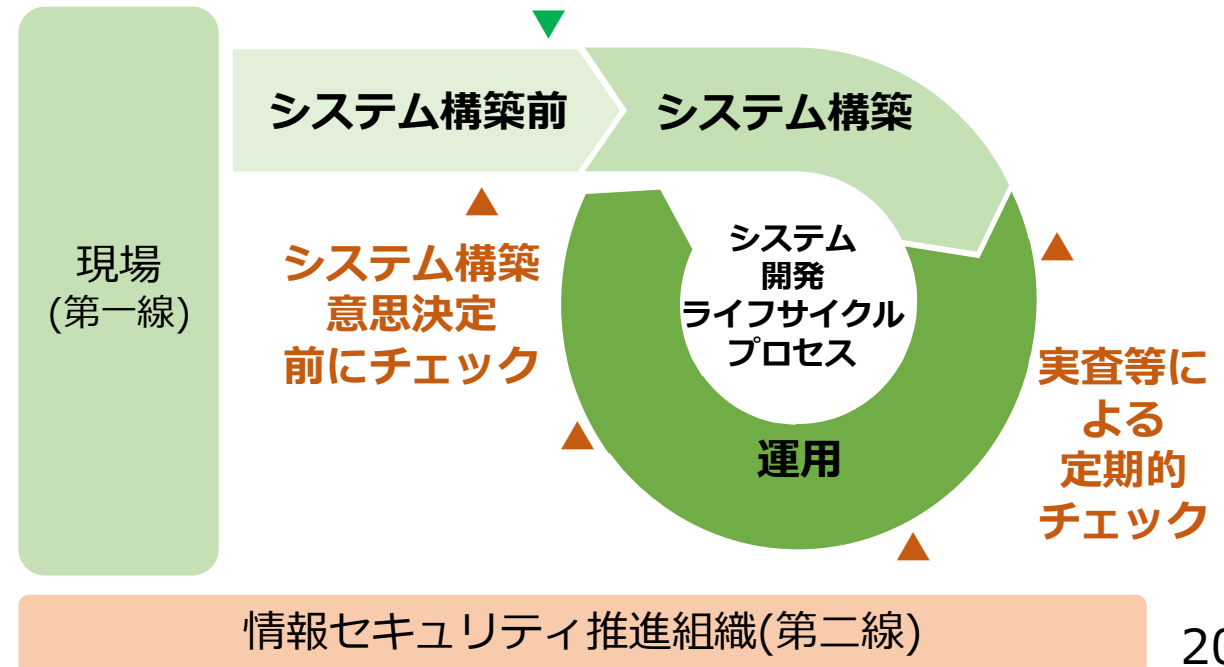 システム構築前
システム構築
現場
(第一線)
システム構築
意思決定
前にチェック
システム
開発
ライフサイクル
プロセス
実査等に
よる
定期的
チェック
運用
情報セキュリティ推進組織(第二線)